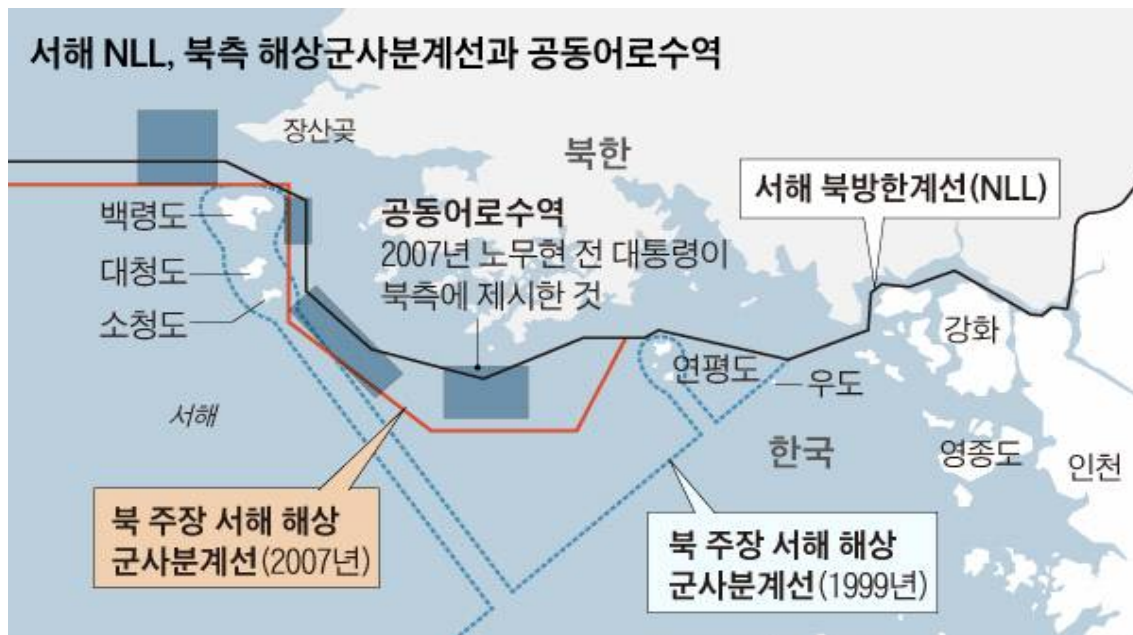 서해 NLL, 북측 해상군사분계선과 공동어로수역
장산곶
북한
서해 북방한계선(NLL)
백령도
공동어로수역
2007년 노무현 전 대통령이
북측에 제시한 것
대청도
소청도
강화
연평도
우도
서해
한국
영종도
인천
북 주장 서해 해상
군사분계선(2007년)
북 주장 서해 해상
군사분계선(1999년)